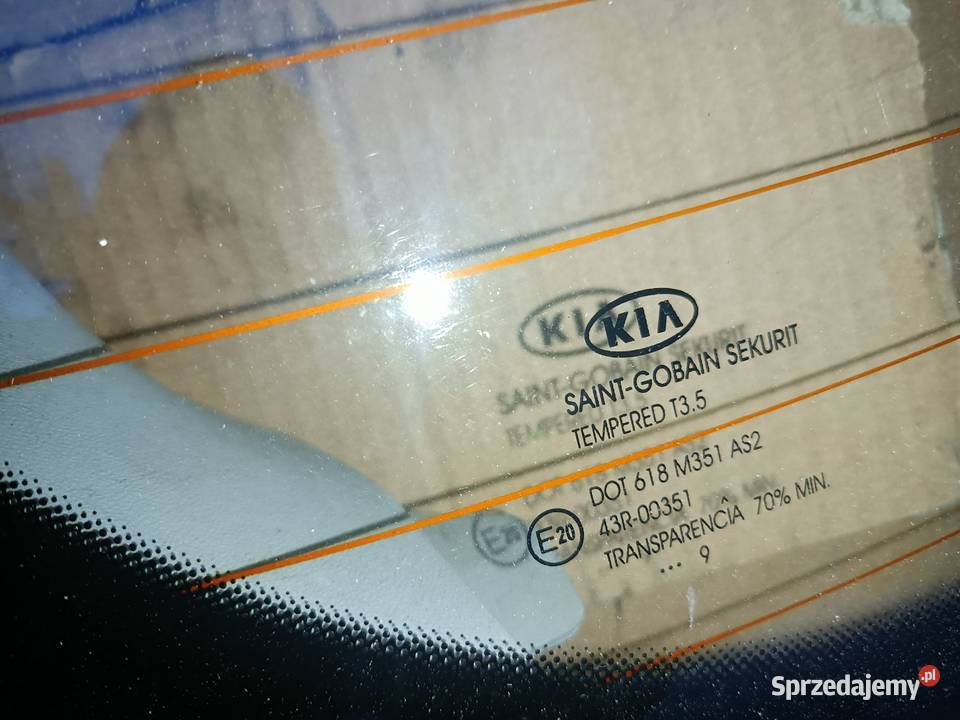 KIA
SAINT-GOBAIN SEKURIT
TEMPERED T3.5
DOT 618 M351 AS2
E20 43R-00351
TRANSPARENCÂ 70% MIN.
... 9
Sprzedajemy.pl